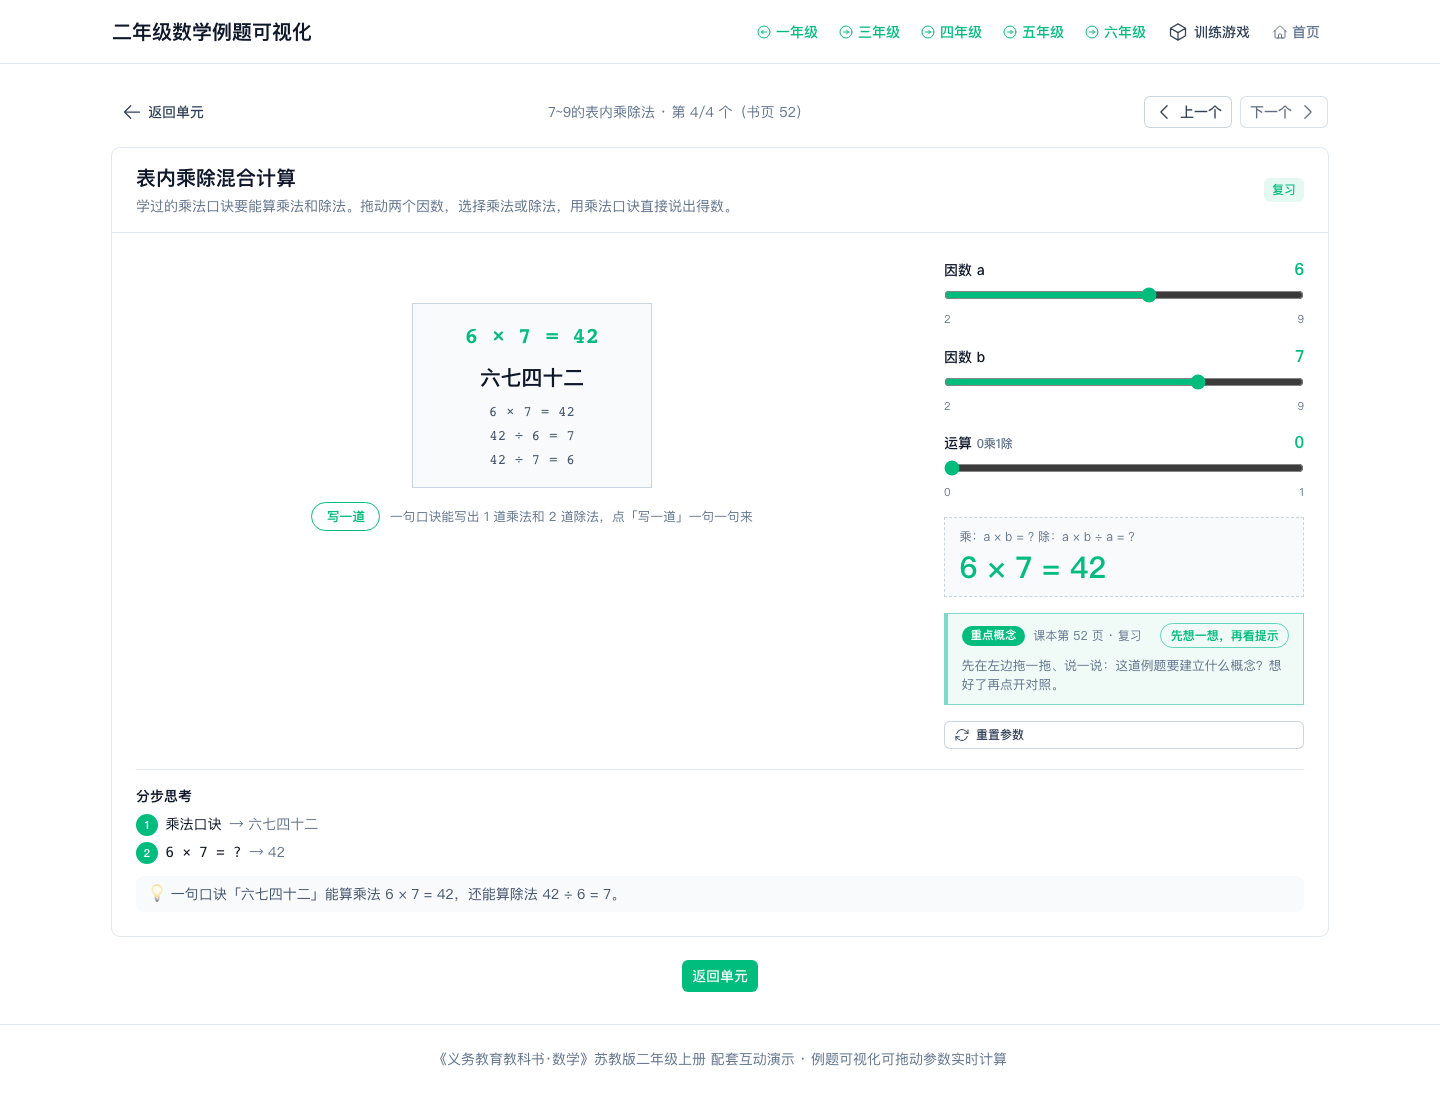 二年级数学例题可视化
一年级 三年级 四年级 五年级 六年级 训练游戏 首页
返回单元
7~9的表内乘除法 · 第 4/4 个（书页 52）
上一个 下一个
表内乘除混合计算
学过的乘法口诀要能算乘法和除法。拖动两个因数，选择乘法或除法，用乘法口诀直接说出得数。
复习
6 × 7 = 42
六七四十二
6 × 7 = 42
42 ÷ 6 = 7
42 ÷ 7 = 6
写一道 一句口诀能写出 1 道乘法和 2 道除法，点「写一道」一句一句来
因数 a 6
2 9
因数 b 7
2 9
运算 0乘1除 0
0 1
乘：a × b = ? 除：a × b ÷ a = ?
6 × 7 = 42
重点概念 课本第 52 页 · 复习 先想一想，再看提示
先在左边拖一拖、说一说：这道例题要建立什么概念？想
好了再点开对照。
重置参数
分步思考
1 乘法口诀 → 六七四十二
2 6 × 7 = ? → 42
💡 一句口诀「六七四十二」能算乘法 6 × 7 = 42，还能算除法 42 ÷ 6 = 7。
返回单元
《义务教育教科书·数学》苏教版二年级上册 配套互动演示 · 例题可视化可拖动参数实时计算